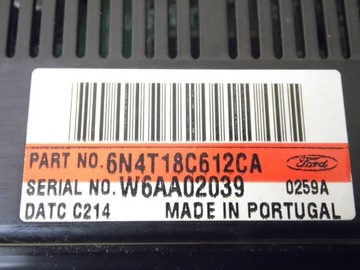 PART NO. 6N4T18C612CA Ford
SERIAL NO. W6AA02039 0259A
DATC C214 MADE IN PORTUGAL